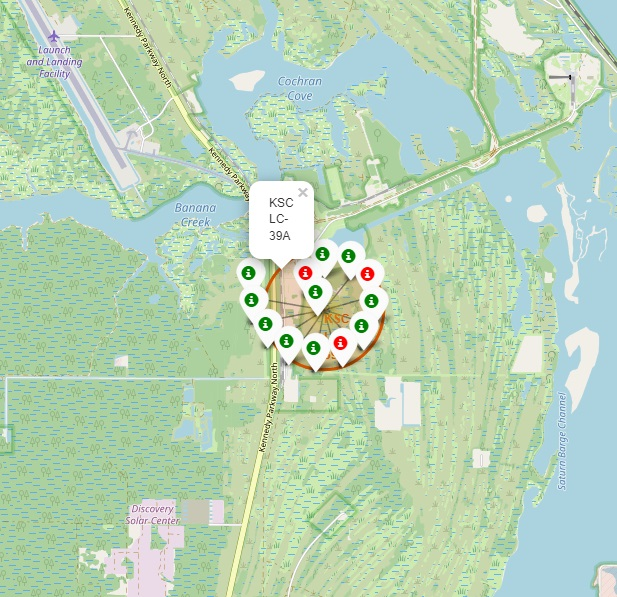 Launch
and Landing
Facility
Kennedy Parkway North
Cochran
Cove
Kennedy Parkway
Banana
Creek
KSC
LC-
39A
×
KSC
Kennedy Parkway North
Saturn Barge Channel
Discovery
Solar Center